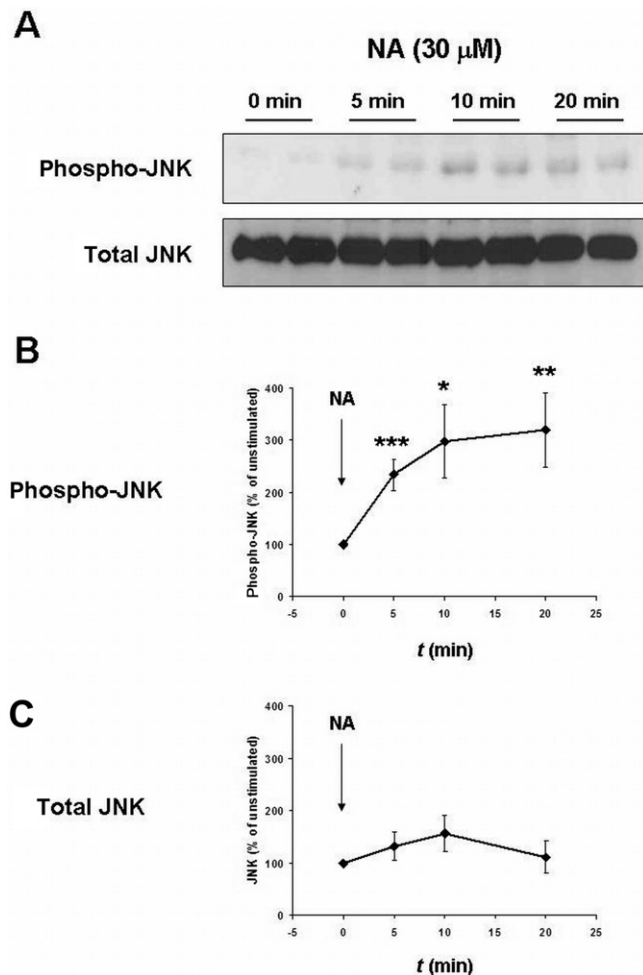 A
NA (30 μM)
0 min 5 min 10 min 20 min
Phospho-JNK
Total JNK
B
Phospho-JNK
Phospho-JNK (% of unstimulated)
400
300
200
100
0
NA
***
*
**
-5 0 5 10 15 20 25
t (min)
C
Total JNK
JNK (% of unstimulated)
400
300
200
100
0
NA
-5 0 5 10 15 20 25
t (min)